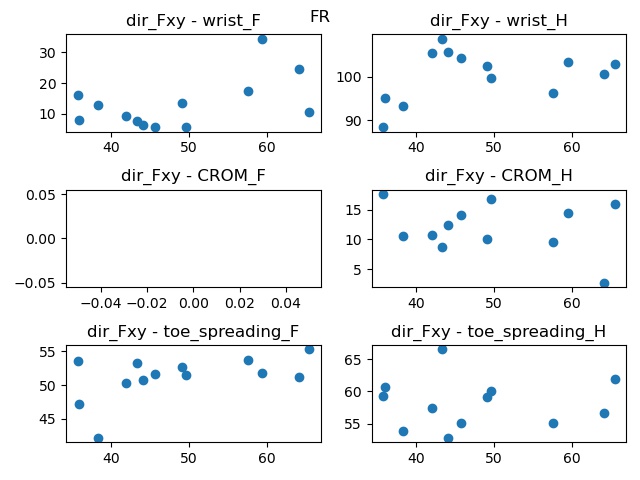 FR
dir_Fxy - wrist_F
30
20
10
40 50 60
dir_Fxy - wrist_H
100
90
40 50 60
dir_Fxy - CROM_F
0.05
0.00
−0.05
−0.04 −0.02 0.00 0.02 0.04
dir_Fxy - CROM_H
15
10
5
40 50 60
dir_Fxy - toe_spreading_F
55
50
45
40 50 60
dir_Fxy - toe_spreading_H
65
60
55
40 50 60